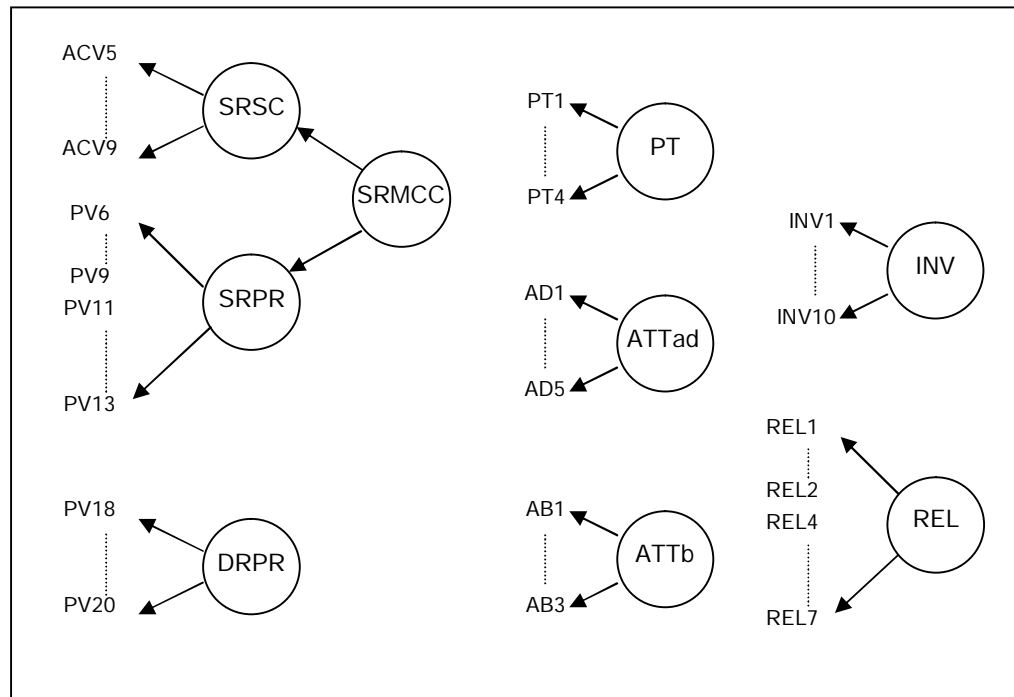 ACV5
SRSC
ACV9
SRMCC
PV6
PV9
PV11
SRPR
PV13
PV18
DRPR
PV20
PT1
PT
PT4
AD1
ATTad
AD5
AB1
ATTb
AB3
INV1
INV
INV10
REL1
REL2
REL4
REL
REL7